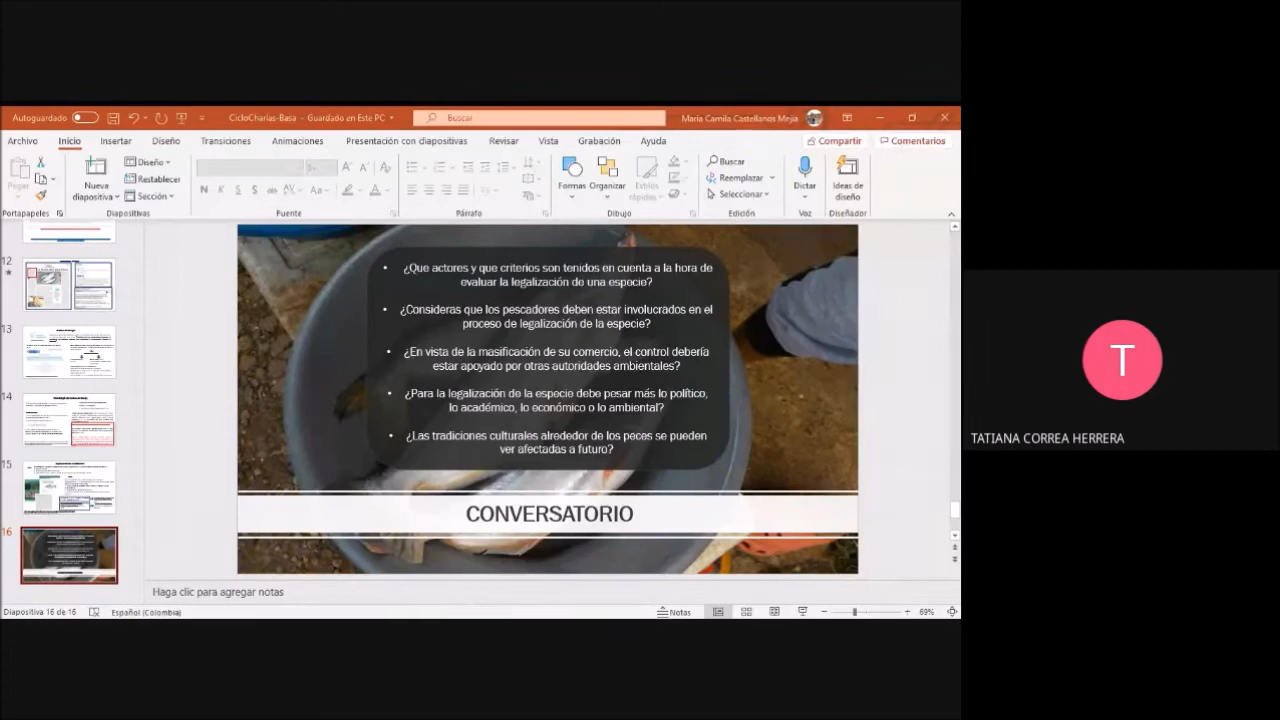 Autoguardado
CicloCharlas-Basa - Guardado en Este PC
Buscar
Maria Camila Castellanos Mejia
Archivo Inicio Insertar Diseño Transiciones Animaciones Presentación con diapositivas Revisar Vista Grabación Ayuda Compartir Comentarios
Pegar
Nueva diapositiva
Diseño
Restablecer
Sección
N K S S ab AV Aa A
Formas Organizar Estilos rápidos
Buscar
Reemplazar
Seleccionar
Dictar
Ideas de diseño
Portapapeles Diapositivas Fuente Párrafo Dibujo Edición Voz Diseñador
12
13
14
15
16
• ¿Que actores y que criterios son tenidos en cuenta a la hora de
evaluar la legalización de una especie?
• ¿Consideras que los pescadores deben estar involucrados en el
proceso de legalización de la especie?
• ¿En vista de la masificación de su comercio, el control debería
estar apoyado por otras autoridades ambientales?
• ¿Para la legalización de la especie debe pesar más lo político,
lo académico, lo económico o lo ambiental?
• ¿Las tradiciones culturales alrededor de los peces se pueden
ver afectadas a futuro?
CONVERSATORIO
Haga clic para agregar notas
Diapositiva 16 de 16 Español (Colombia) Notas 69%
T
TATIANA CORREA HERRERA